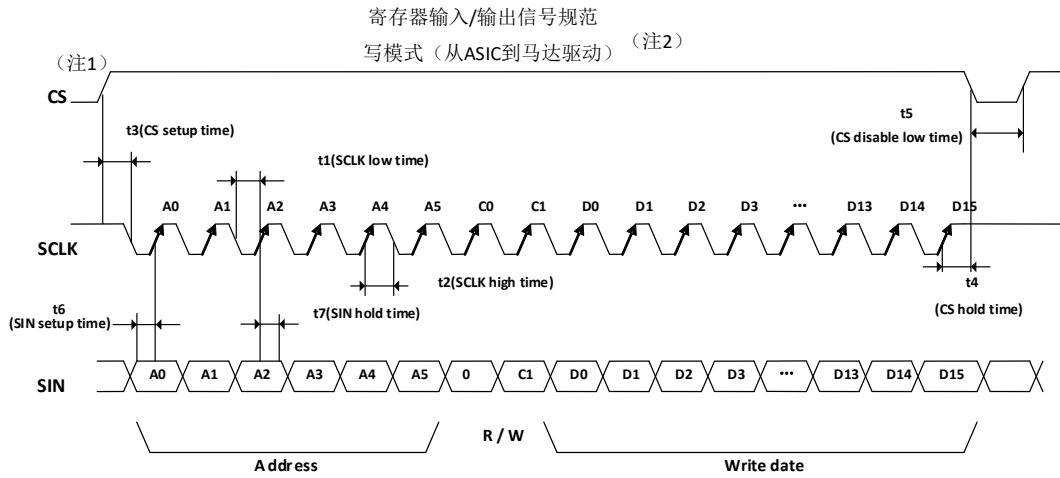 寄存器输入/输出信号规范
写模式（从ASIC到马达驱动）（注2）
（注1）
CS
t3(CS setup time)
t5
(CS disable low time)
t1(SCLK low time)
A0 A1 A2 A3 A4 A5 C0 C1 D0 D1 D2 D3 ••• D13 D14 D15
SCLK
t2(SCLK high time)
t4
(CS hold time)
t6
(SIN setup time)
t7(SIN hold time)
SIN
A0 A1 A2 A3 A4 A5 0 C1 D0 D1 D2 D3 ••• D13 D14 D15
R / W
Address
Write date